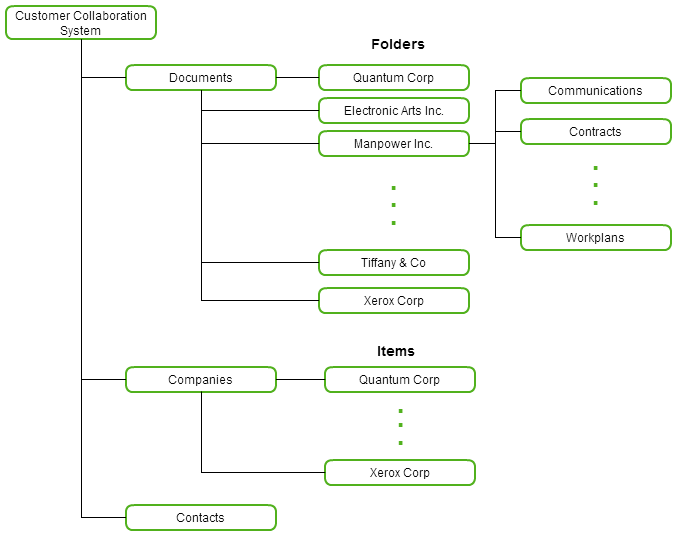 Customer Collaboration
System
Folders
Documents
Quantum Corp
Electronic Arts Inc.
Manpower Inc.
Communications
Contracts
Workplans
Tiffany & Co
Xerox Corp
Items
Companies
Quantum Corp
Xerox Corp
Contacts